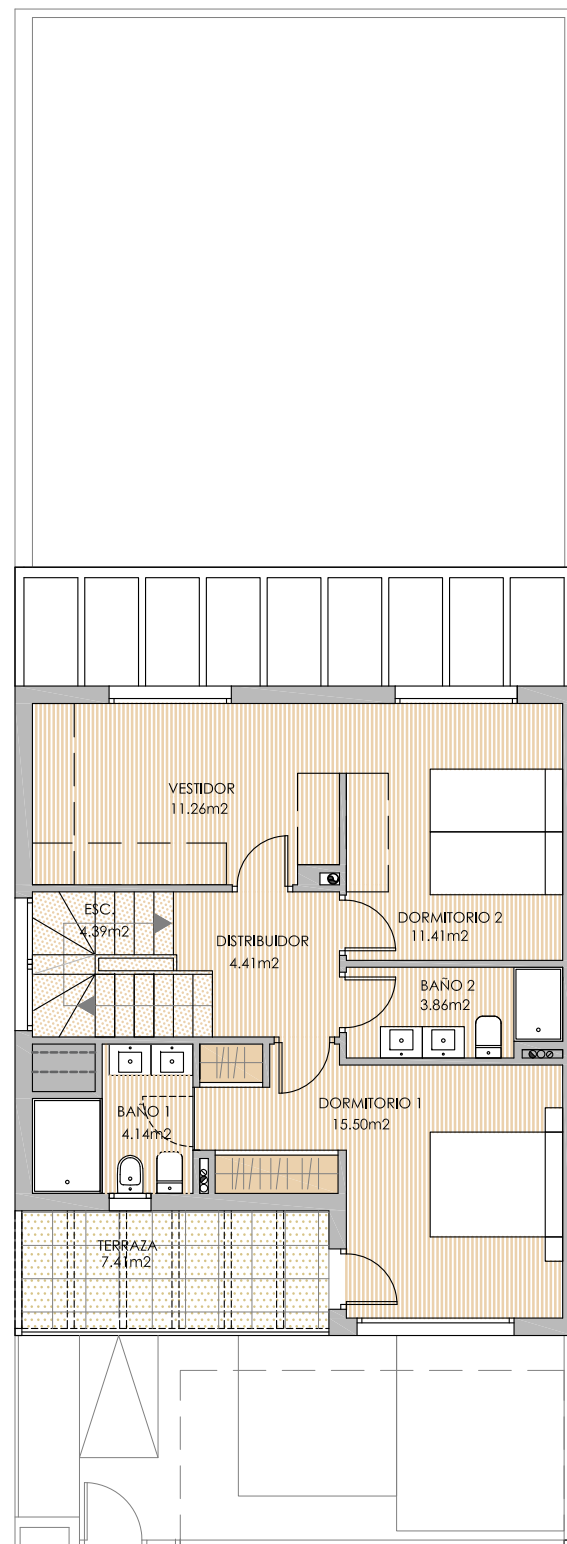 VESTIDOR
11.26m2
ESC.
4.39m2
DISTRIBUIDOR
4.41m2
DORMITORIO 2
11.41m2
BAÑO 2
3.86m2
BAÑO 1
4.14m2
DORMITORIO 1
15.50m2
TERRAZA
7.41m2